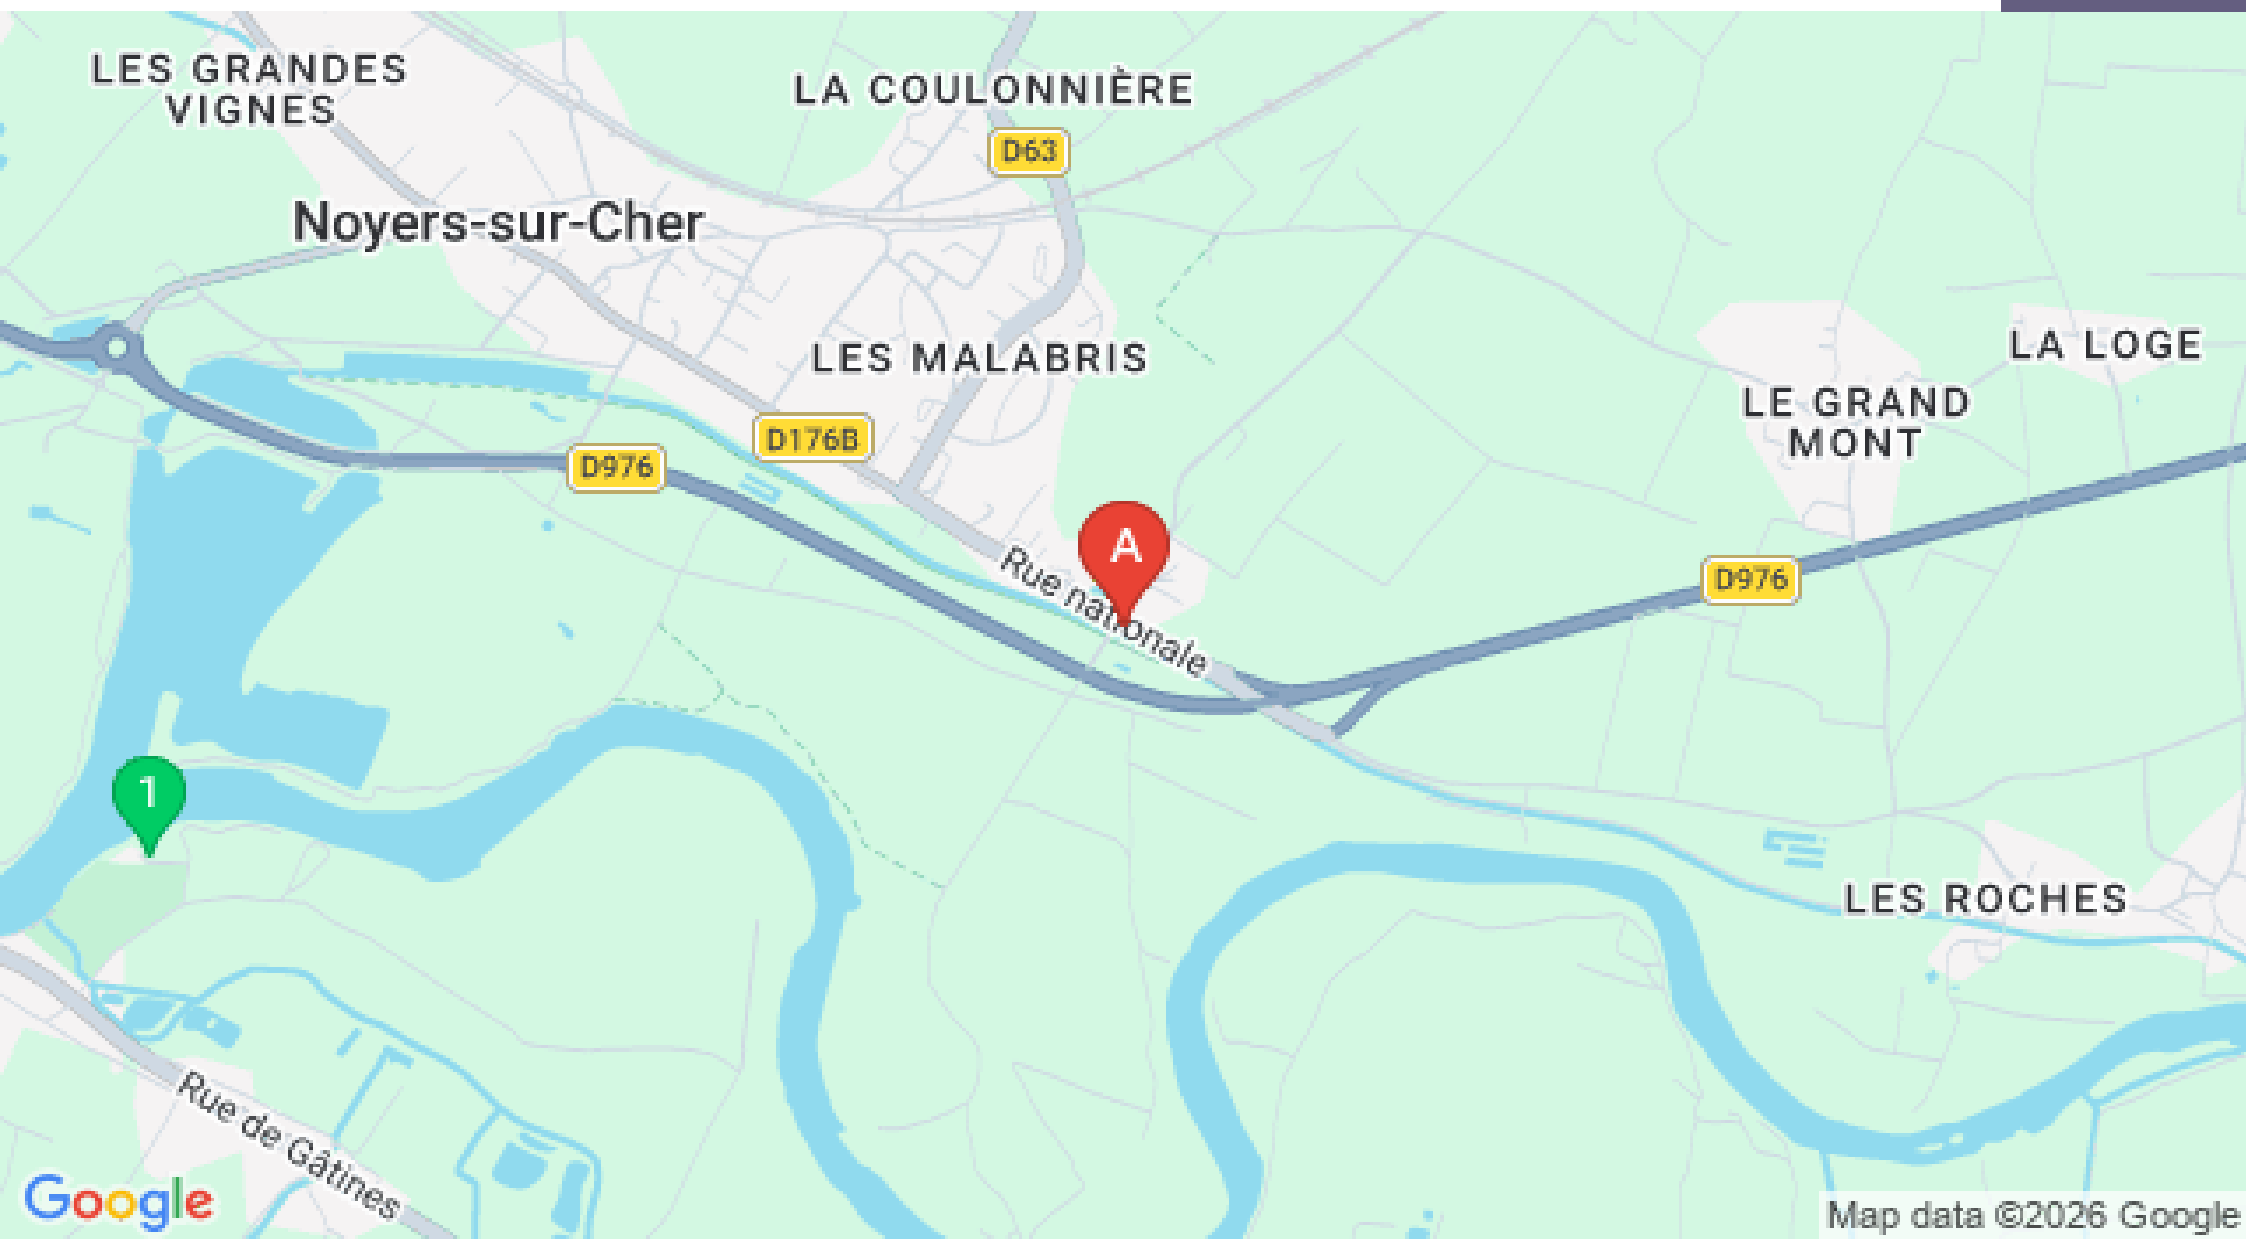 LES GRANDES
VIGNES
LA COULONNIÈRE
D63
Noyers-sur-Cher
LES MALABRIS
LA LOGE
LE GRAND
MONT
D176B
D976
A
Rue nationale
D976
1
LES ROCHES
Rue de Gâtines
Google
Map data ©2026 Google